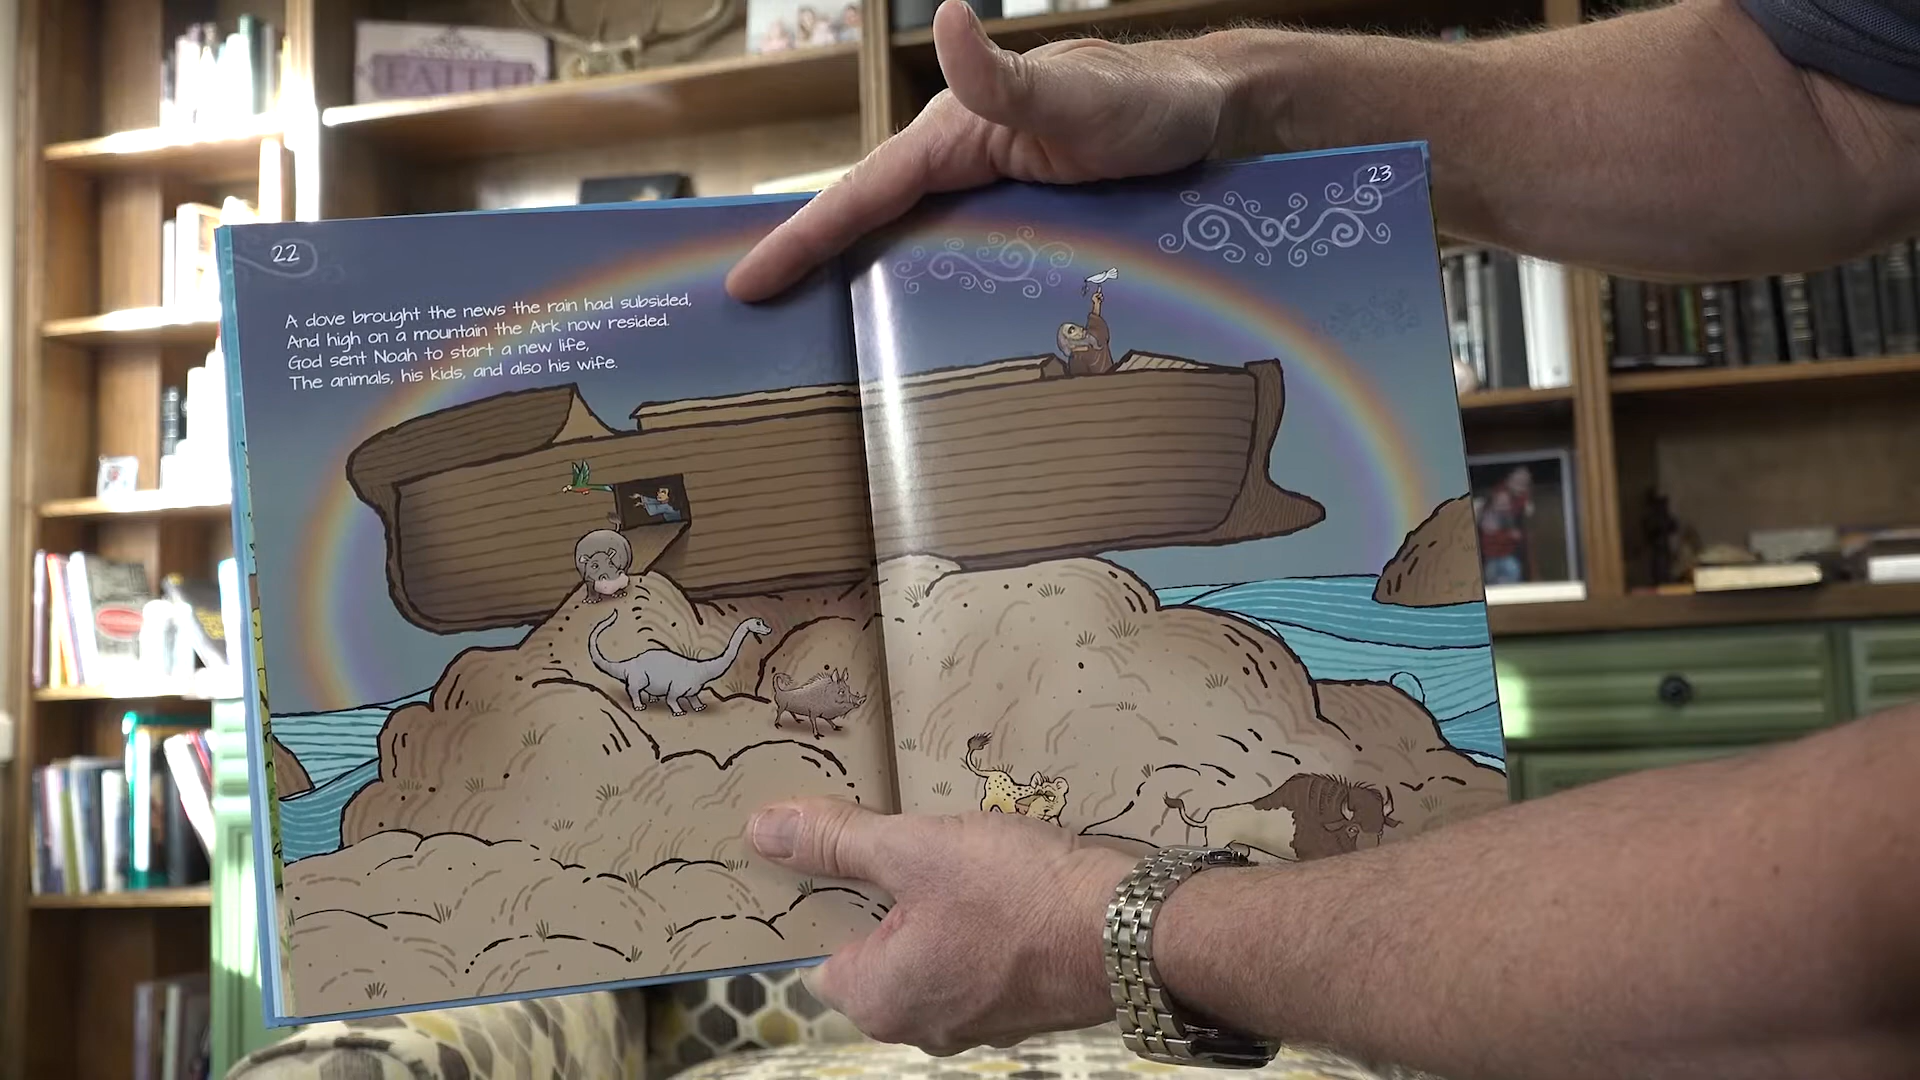 FAITH
22
23
A dove brought the news the rain had subsided,
And high on a mountain the Ark now resided.
God sent Noah to start a new life,
The animals, his kids, and also his wife.